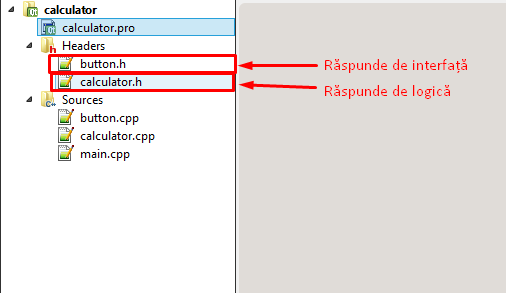 calculator
calculator.pro
Headers
button.h
Răspunde de interfață
calculator.h
Răspunde de logică
Sources
button.cpp
calculator.cpp
main.cpp